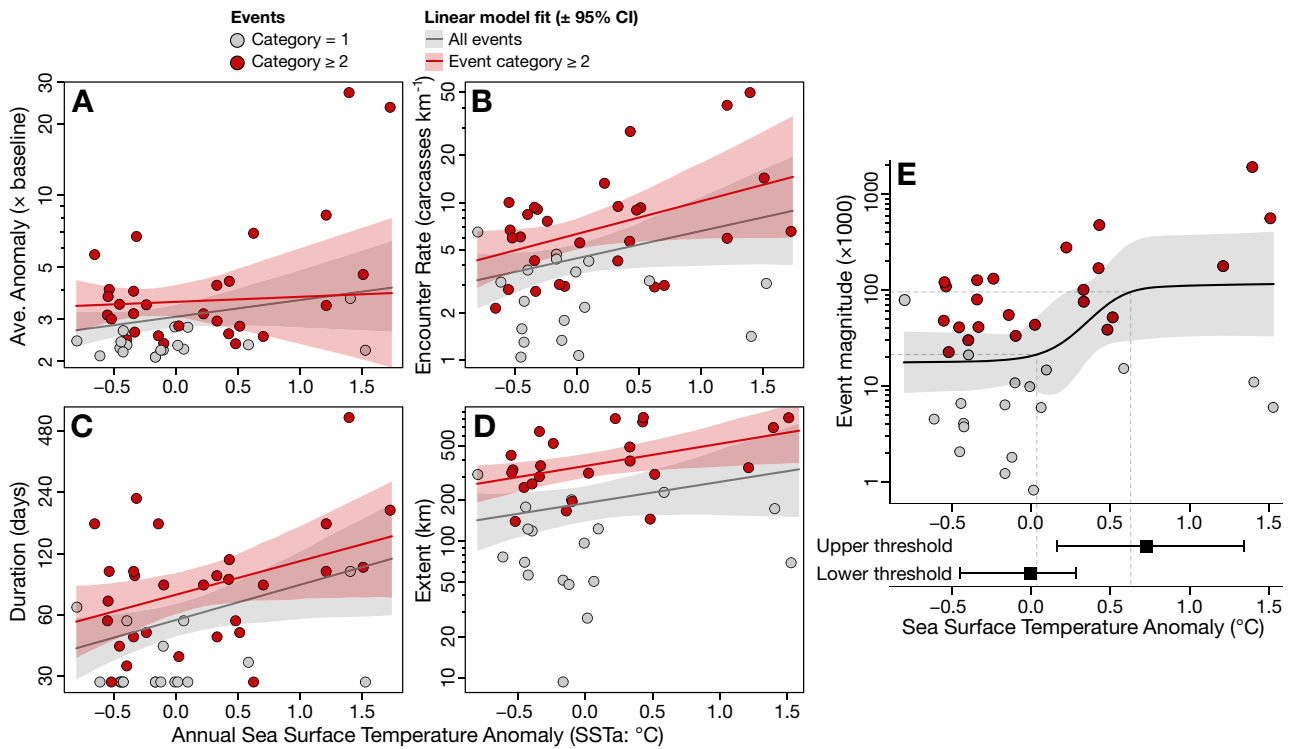 Events
Category = 1
Category ≥ 2
Linear model fit (± 95% CI)
All events
Event category ≥ 2
A
Ave. Anomaly (× baseline)
30
20
10
5
3
2
−0.5 0.0 0.5 1.0 1.5
B
Encounter Rate (carcasses km⁻¹)
50
20
10
5
2
1
−0.5 0.0 0.5 1.0 1.5
C
Duration (days)
480
240
120
60
30
−0.5 0.0 0.5 1.0 1.5
D
Extent (km)
500
200
100
50
20
10
−0.5 0.0 0.5 1.0 1.5
Annual Sea Surface Temperature Anomaly (SSTa: °C)
E
Event magnitude (×1000)
1000
100
10
1
−0.5 0.0 0.5 1.0 1.5
Upper threshold
Lower threshold
−0.5 0.0 0.5 1.0 1.5
Sea Surface Temperature Anomaly (°C)